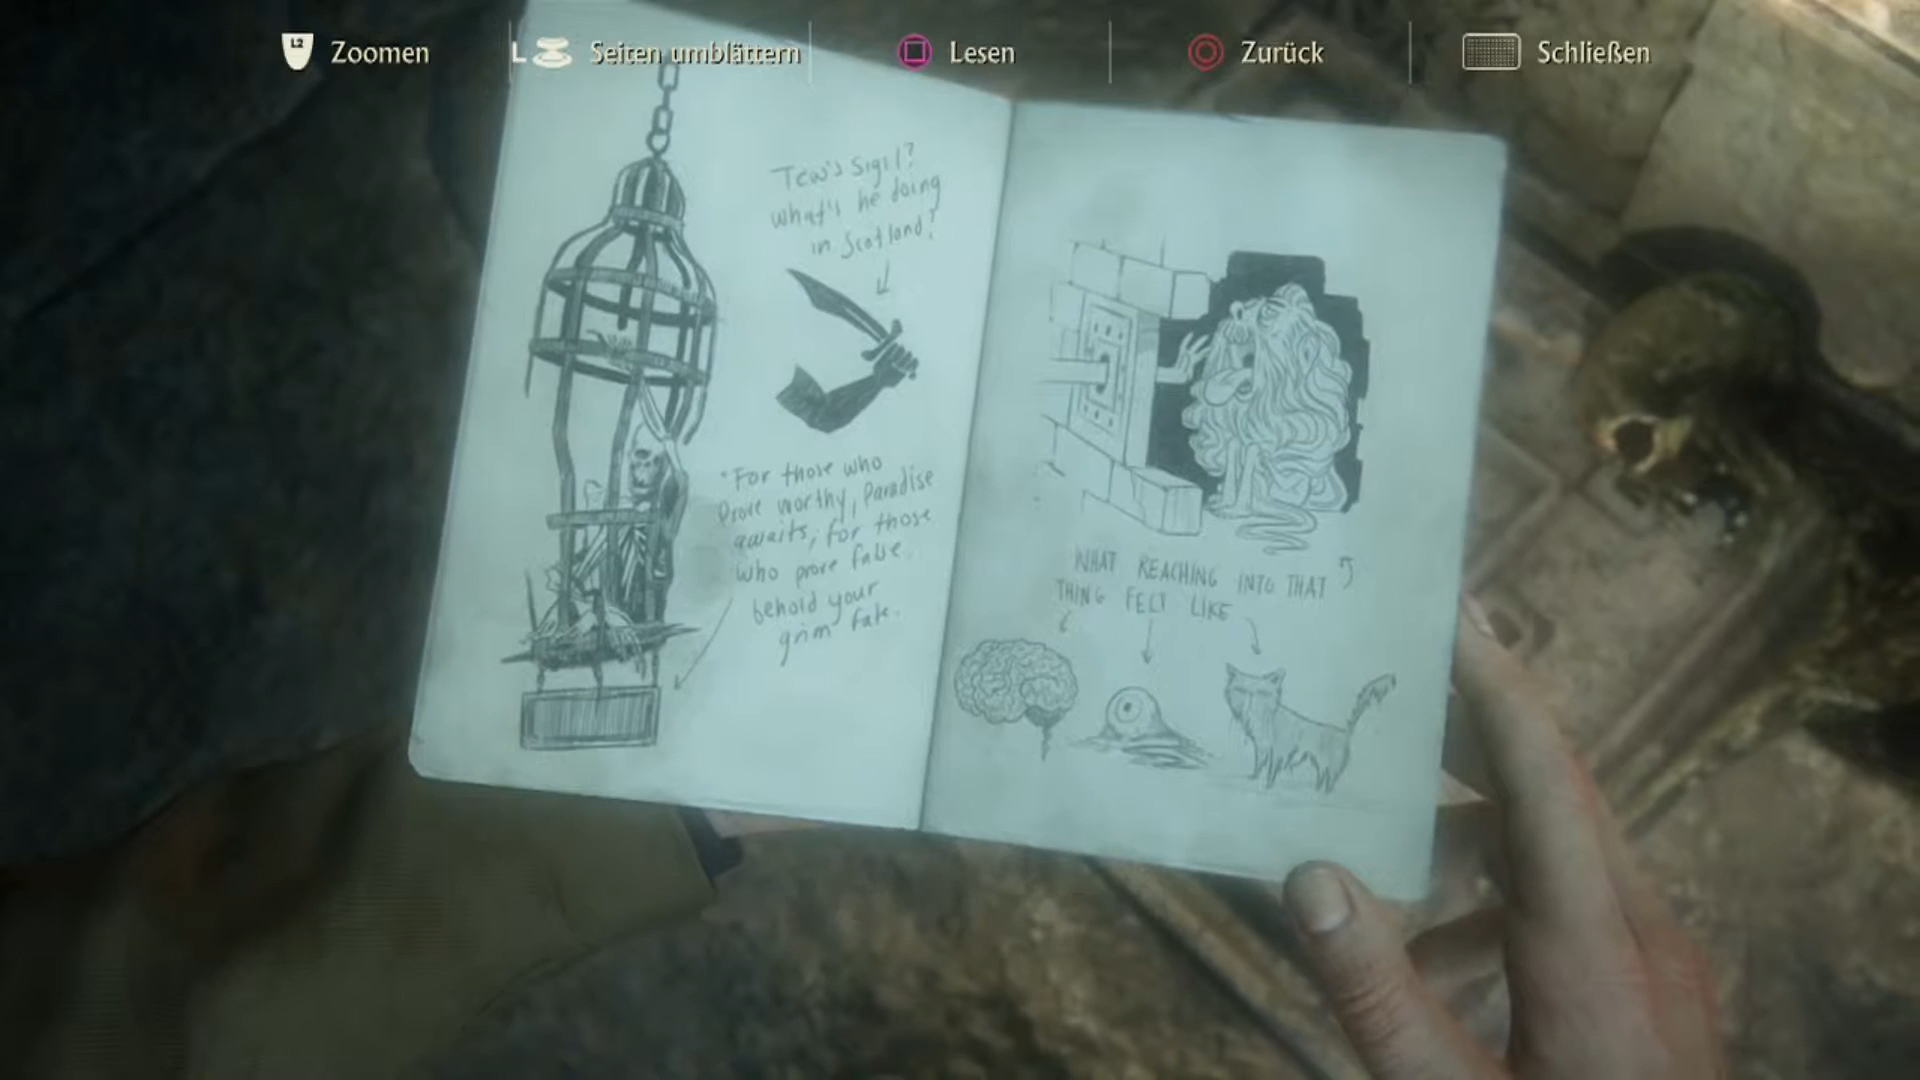 L2 Zoomen
L Seiten umblättern
Lesen
Zurück
Schließen
Tew's Sigil?
what's he doing
in Scotland?
"For those who
prove worthy, Paradise
awaits, for those
who prove false.
behold your
grim fate.
WHAT REACHING INTO THAT
THING FELT LIKE